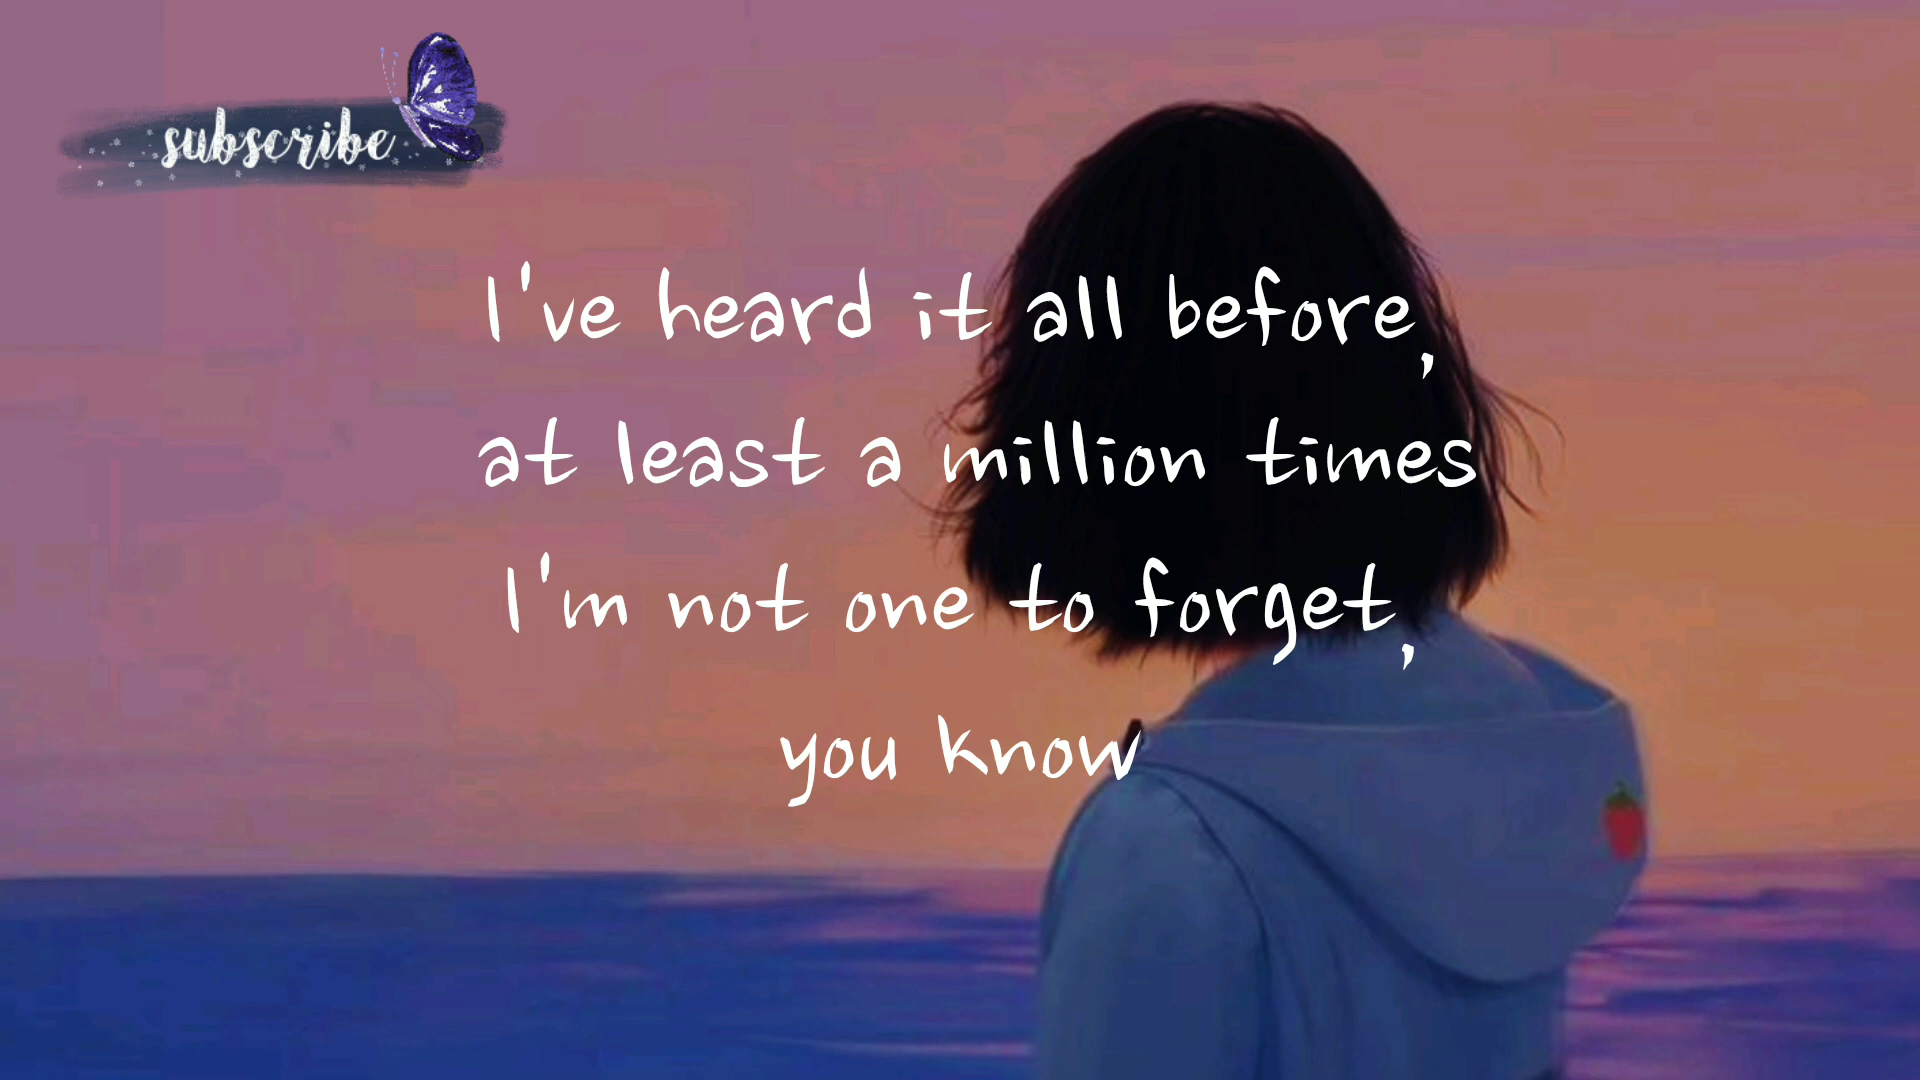 subscribe
I've heard it all before,
at least a million times
I'm not one to forget,
you know